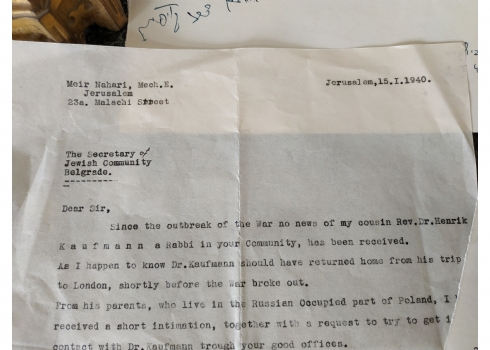 Meir Nahari, Mech.E.
Jerusalem
23a. Malachi Street
Jerusalem,15.I.1940.
The Secretary of
Jewish Community
Belgrade.
Dear Sir,
Since the outbreak of the War no news of my cousin Rev.Dr.Henrik
K a u f m a n n a Rabbi in your Community, has been received.
As I happen to know Dr.Kaufmann should have returned home from his trip
to London, shortly before the War broke out.
From his parents, who live in the Russian Occupied part of Poland, I
received a short intimation, together with a request to try to get
contact with Dr.Kaufmann trough your good offices.